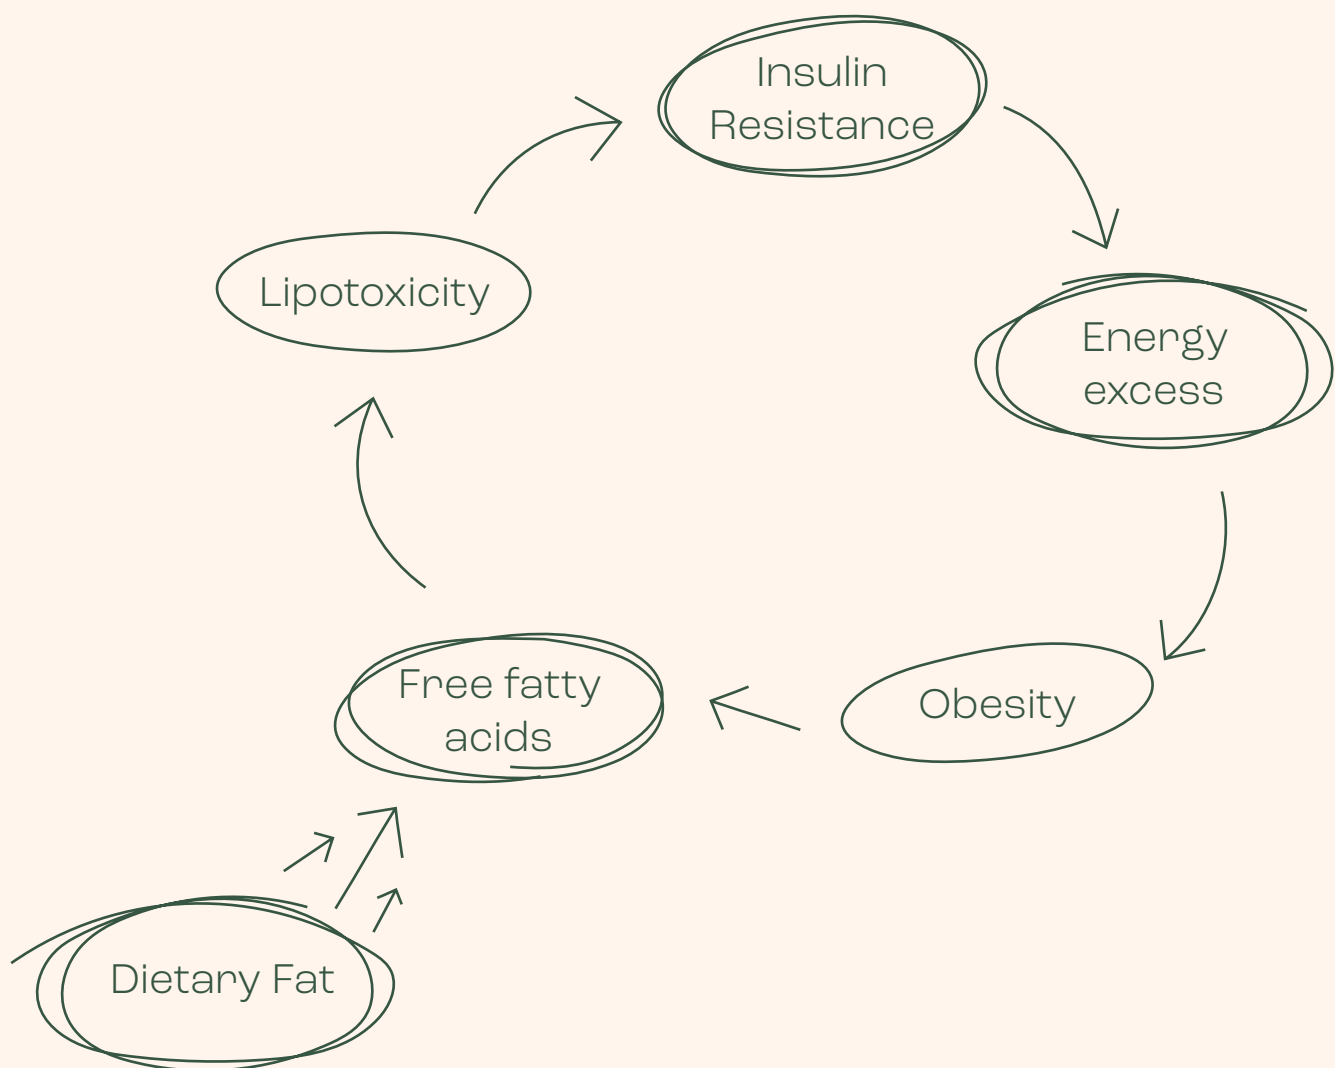 Insulin
Resistance
Lipotoxicity
Energy
excess
Free fatty
acids
Obesity
Dietary Fat